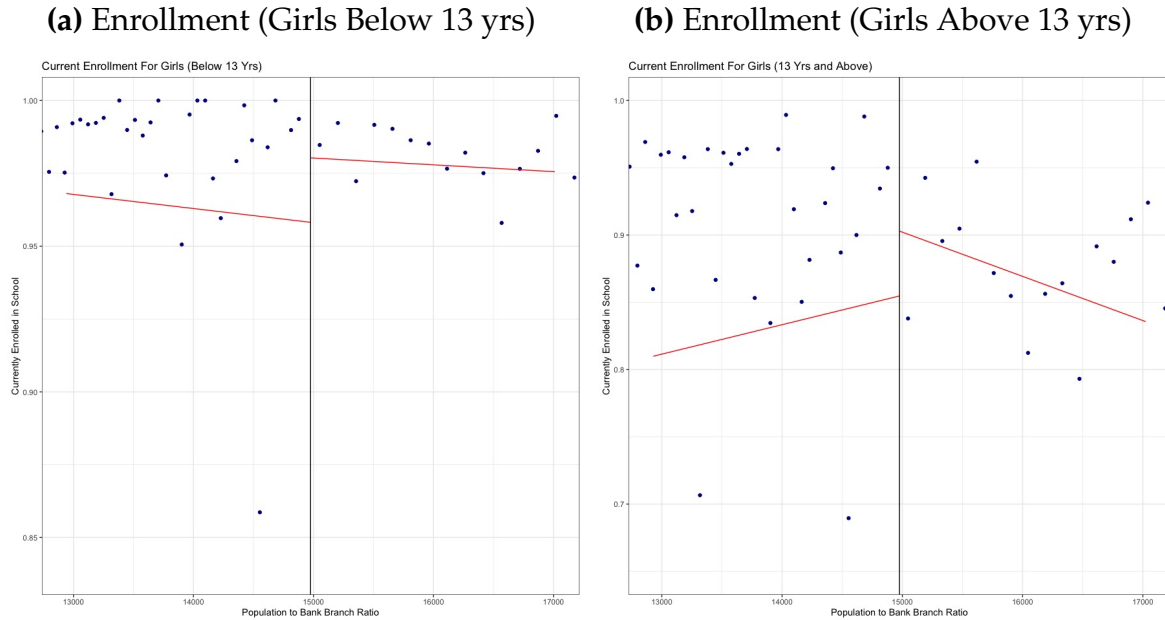 (a) Enrollment (Girls Below 13 yrs)
Current Enrollment For Girls (Below 13 Yrs)
Currently Enrolled in School
1.00
0.95
0.90
0.85
13000 14000 15000 16000 17000
Population to Bank Branch Ratio
(b) Enrollment (Girls Above 13 yrs)
Current Enrollment For Girls (13 Yrs and Above)
Currently Enrolled in School
1.00
0.9
0.8
0.7
13000 14000 15000 16000 17000
Population to Bank Branch Ratio